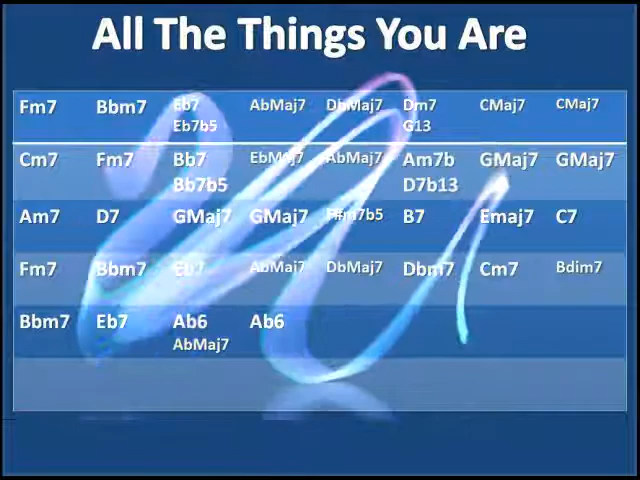 All The Things You Are
Fm7 Bbm7 Eb7 AbMaj7 DbMaj7 Dm7 CMaj7 CMaj7
Eb7b5 G13
Cm7 Fm7 Bb7 EbMaj7 AbMaj7 Am7b GMaj7 GMaj7
Bb7b5 D7b13
Am7 D7 GMaj7 GMaj7 F#m7b5 B7 Emaj7 C7
Fm7 Bbm7 Eb7 AbMaj7 DbMaj7 Dbm7 Cm7 Bdim7
Bbm7 Eb7 Ab6 Ab6
AbMaj7